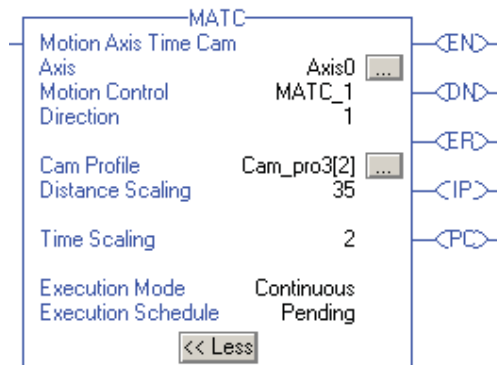 MATC
Motion Axis Time Cam
EN
Axis Axis0 ...
Motion Control MATC_1
DN
Direction 1
ER
Cam Profile Cam_pro3[2] ...
Distance Scaling 35
IP
Time Scaling 2
PC
Execution Mode Continuous
Execution Schedule Pending
<< Less